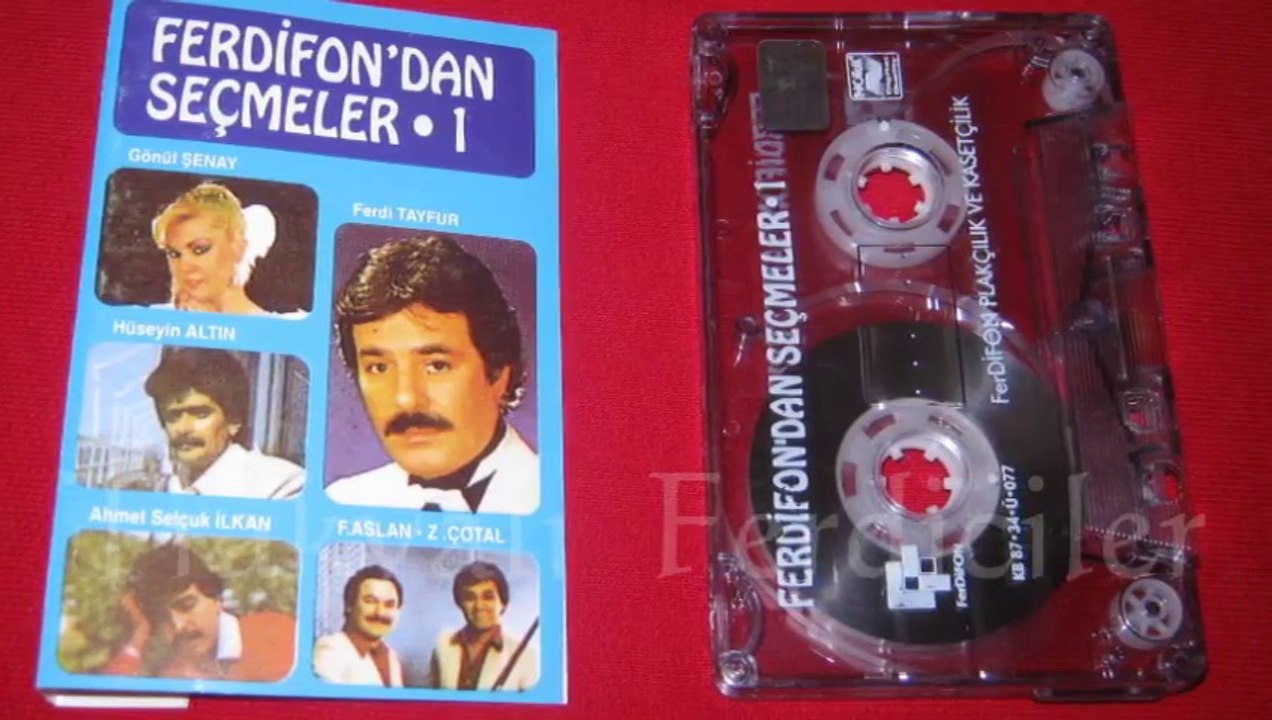 FERDİFON'DAN
SEÇMELER • 1
Gönül ŞENAY
Ferdi TAYFUR
Hüseyin ALTIN
Ahmet Selçuk İLKAN
F.ASLAN - Z .ÇOTAL
FERDİFON'DAN SEÇMELER • 1
FerDİFON PLAKÇILIK VE KASETÇİLİK
KB 87•34•Ü•077
FerDİFON
Ferdiciler